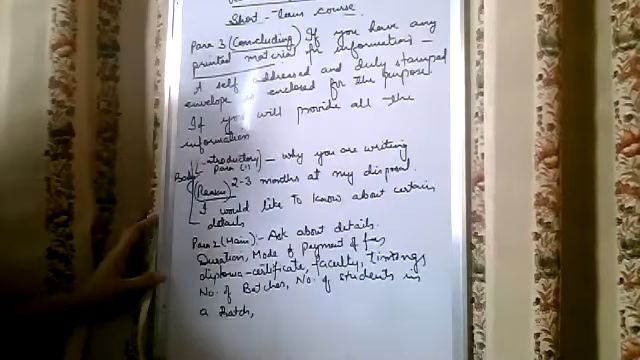 Short-Term course
Para 3 (Concluding) If you have any
printed material for information -
A self addressed and duly stamped
envelope is enclosed for the purpose.
If you will provide all the
information
Introductory) - why you are writing
Para (1)
Body
(Reason) 2-3 months at my disposal.
I would like to know about certain
details
Para 2 (Main) :- Ask about details.
Duration, Mode of Payment of fees
diploma-certificate, faculty, timings
No. of Batches, No. of students in
a Batch,